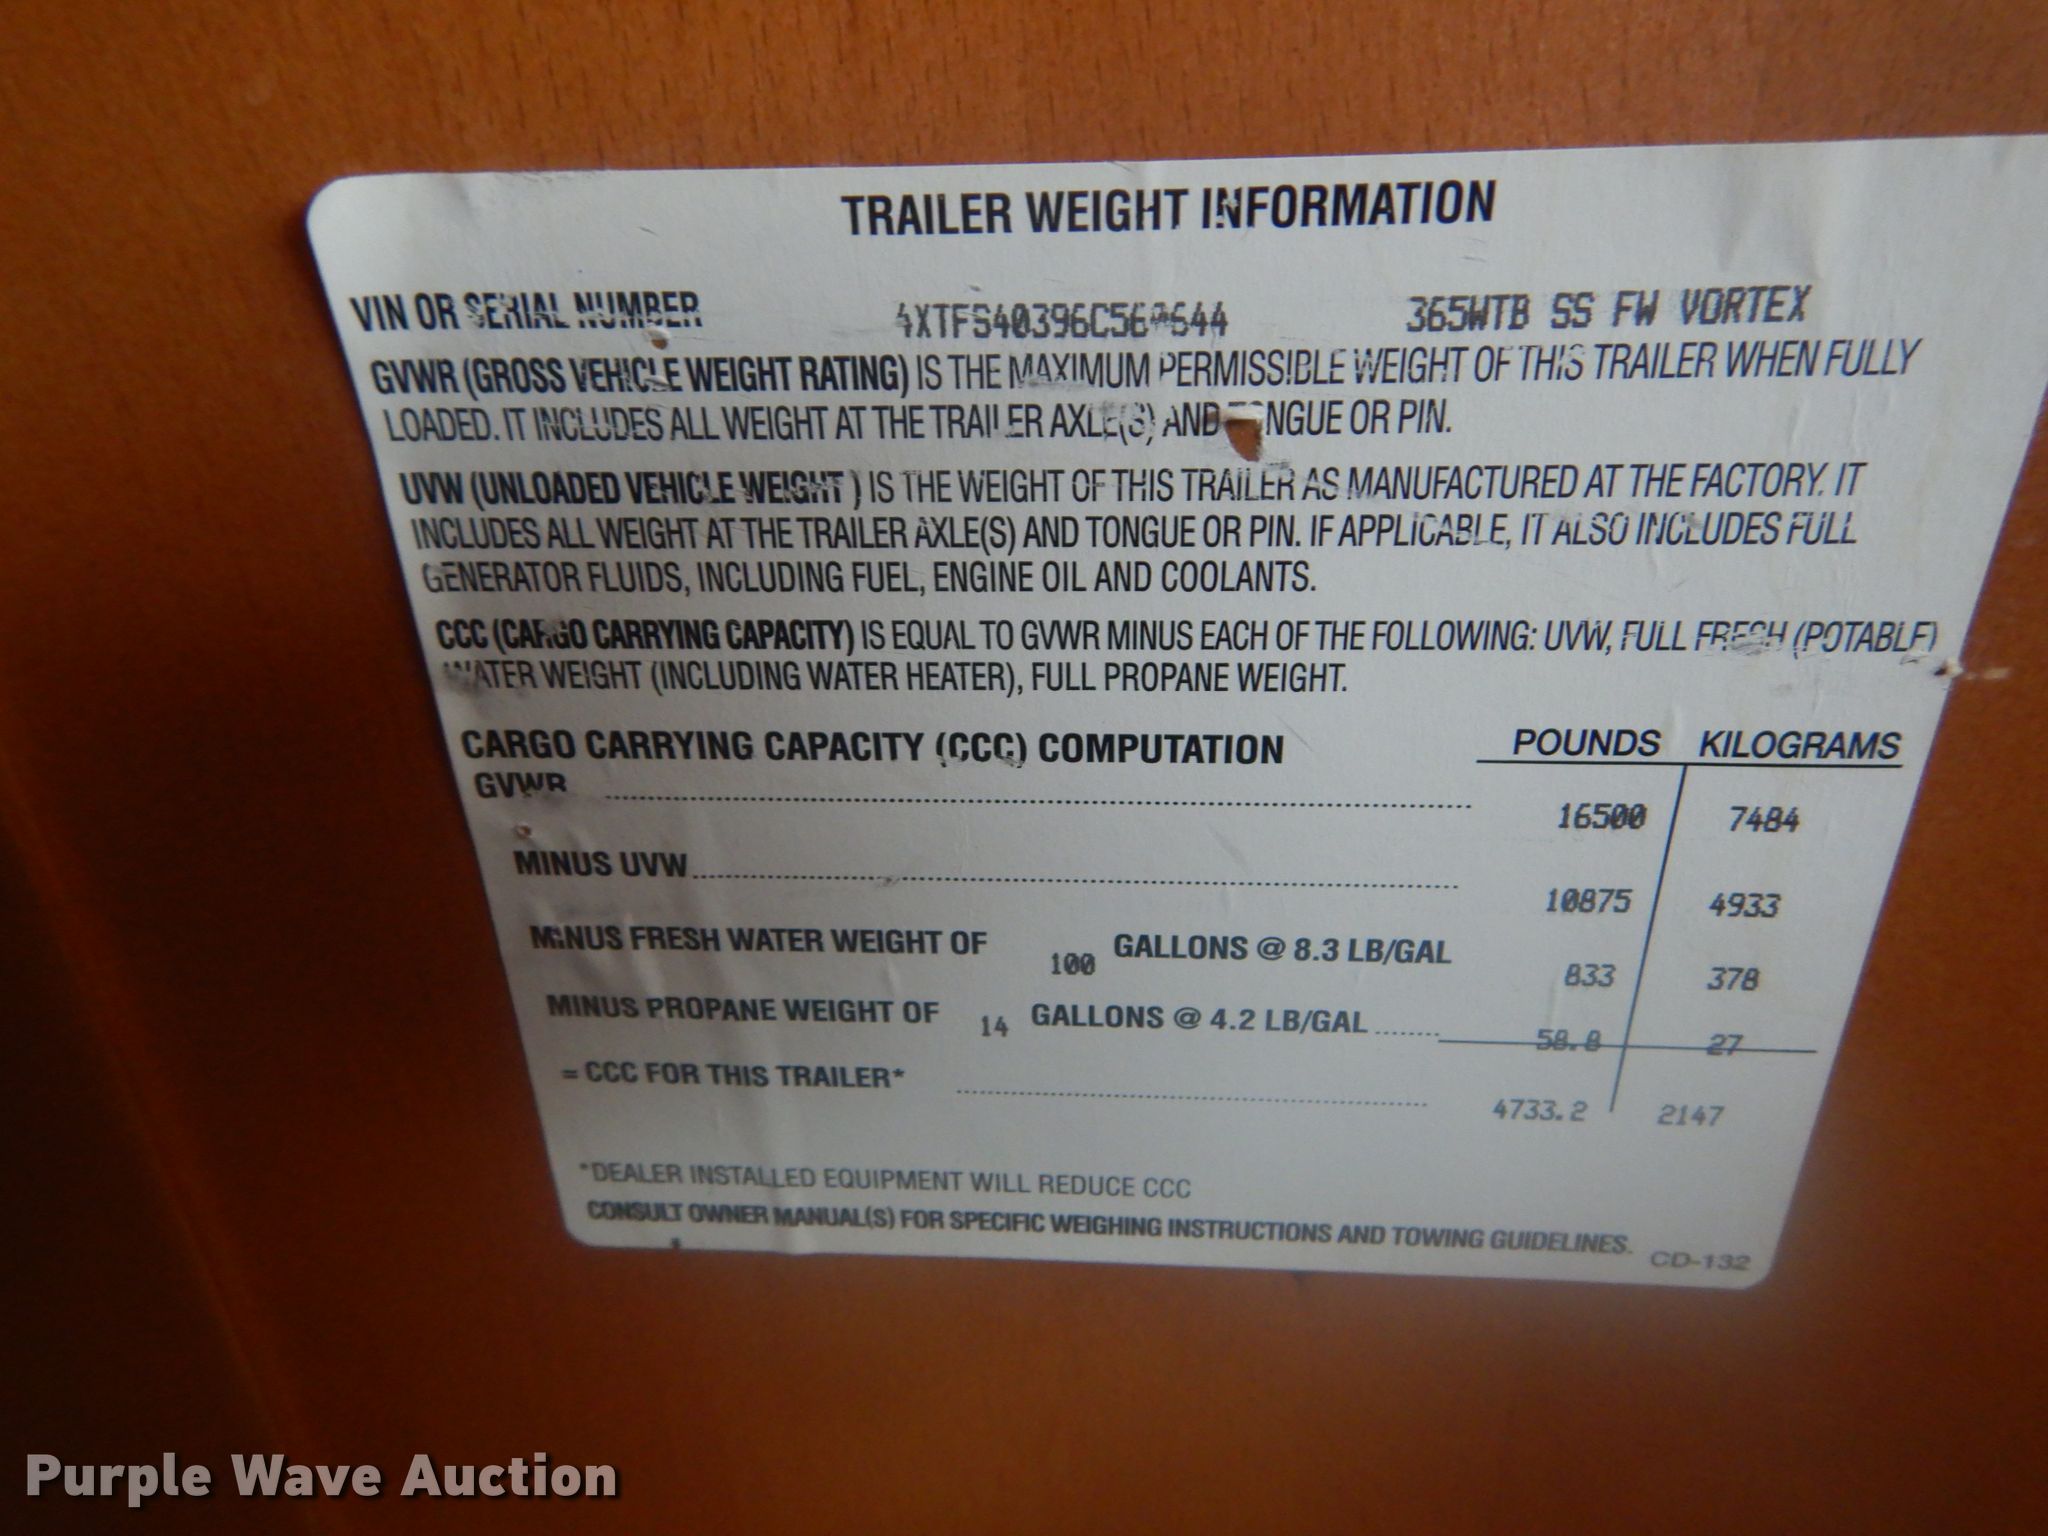 TRAILER WEIGHT INFORMATION
VIN OR SERIAL NUMBER 365WTB SS FW VORTEX
GVWR (GROSS VEHICLE WEIGHT RATING) IS THE MAXIMUM PERMISSIBLE WEIGHT OF THIS TRAILER WHEN FULLY
LOADED. IT INCLUDES ALL WEIGHT AT THE TRAILER AXLE(S) AND TONGUE OR PIN.
UVW (UNLOADED VEHICLE WEIGHT ) IS THE WEIGHT OF THIS TRAILER AS MANUFACTURED AT THE FACTORY. IT
INCLUDES ALL WEIGHT AT THE TRAILER AXLE(S) AND TONGUE OR PIN. IF APPLICABLE, IT ALSO INCLUDES FULL
GENERATOR FLUIDS, INCLUDING FUEL, ENGINE OIL AND COOLANTS.
CCC (CARGO CARRYING CAPACITY) IS EQUAL TO GVWR MINUS EACH OF THE FOLLOWING: UVW, FULL FRESH (POTABLE)
WATER WEIGHT (INCLUDING WATER HEATER), FULL PROPANE WEIGHT.
CARGO CARRYING CAPACITY (CCC) COMPUTATION POUNDS KILOGRAMS
GVWR 16500 7484
MINUS UVW 10875 4933
MINUS FRESH WATER WEIGHT OF 100 GALLONS @ 8.3 LB/GAL 833 378
MINUS PROPANE WEIGHT OF 14 GALLONS @ 4.2 LB/GAL 58.8 27
= CCC FOR THIS TRAILER* 4733.2 2147
*DEALER INSTALLED EQUIPMENT WILL REDUCE CCC
CONSULT OWNER MANUAL(S) FOR SPECIFIC WEIGHING INSTRUCTIONS AND TOWING GUIDELINES.
CD-132
Purple Wave Auction